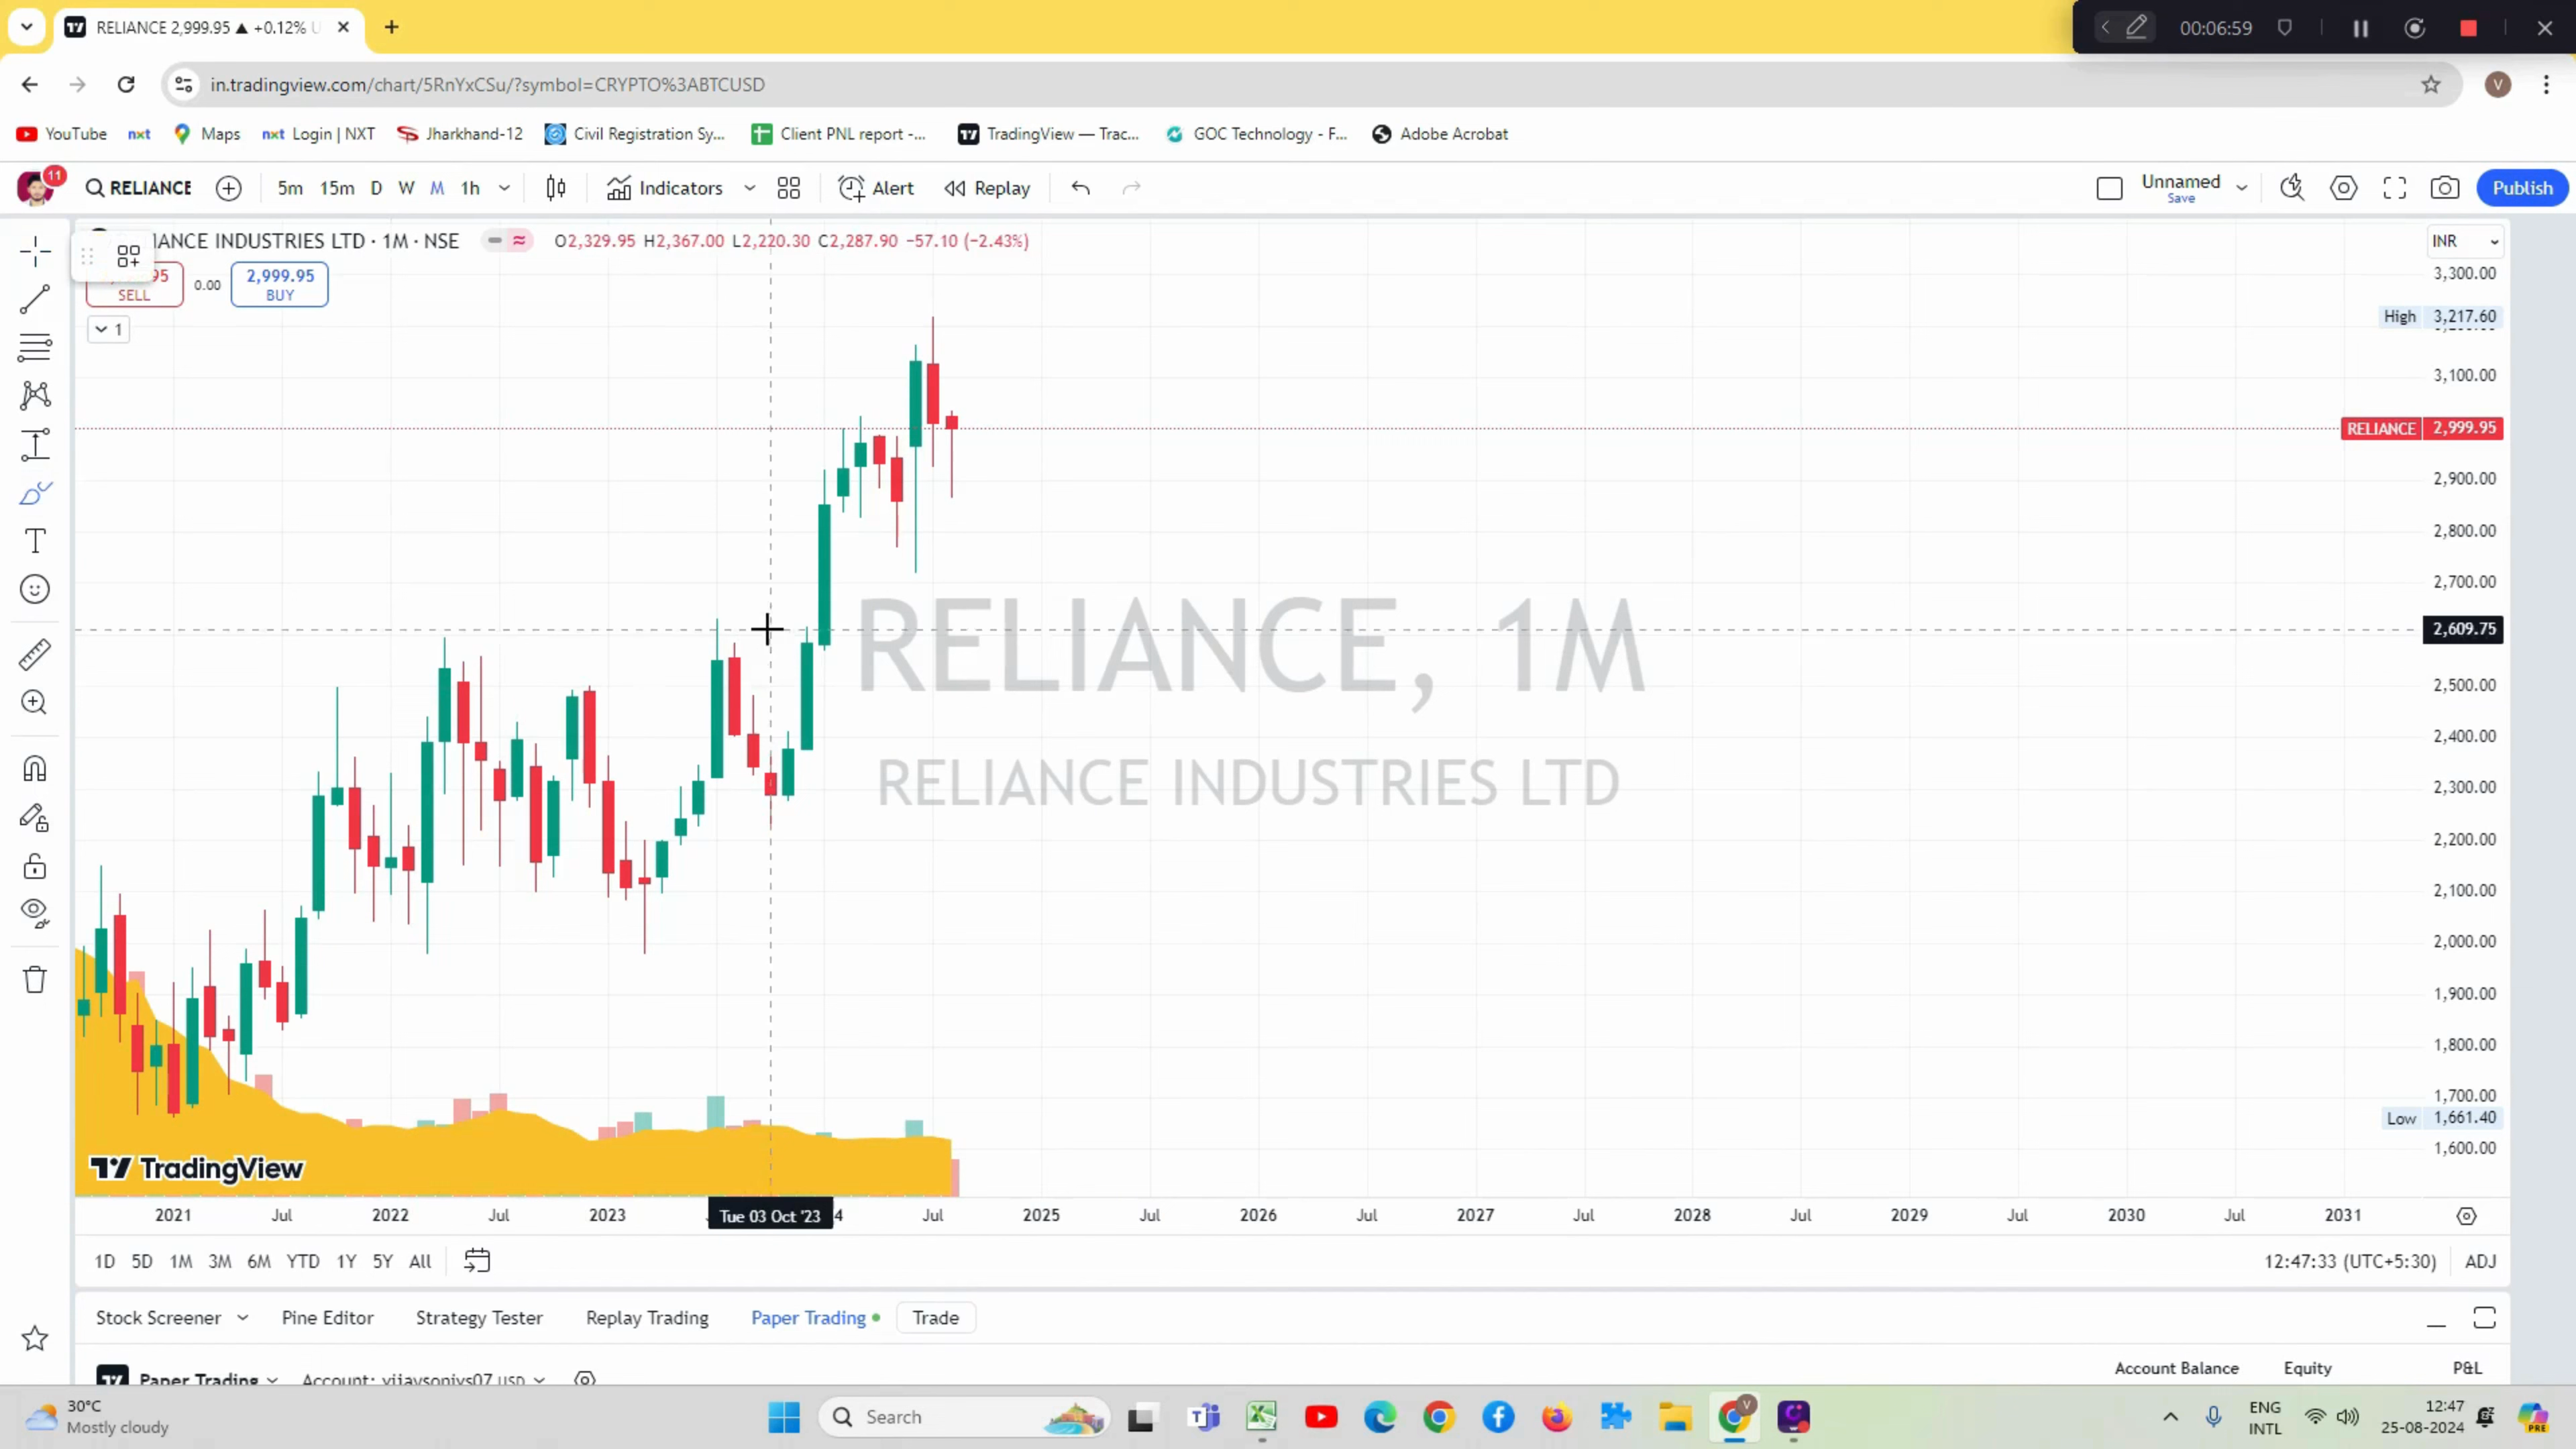 RELIANCE 2,999.95 ▲ +0.12% U
00:06:59
in.tradingview.com/chart/5RnYxCSu/?symbol=CRYPTO%3ABTCUSD
V
YouTube
nxt
Maps
nxt Login | NXT
Jharkhand-12
Civil Registration Sy...
Client PNL report -...
TradingView — Trac...
GOC Technology - F...
Adobe Acrobat
11
RELIANCE
5m 15m D W M 1h
Indicators
Alert
Replay
Unnamed
Save
Publish
IANCE INDUSTRIES LTD · 1M · NSE
O2,329.95 H2,367.00 L2,220.30 C2,287.90 −57.10 (−2.43%)
INR
95
SELL
0.00
2,999.95
BUY
1
3,300.00
High 3,217.60
3,100.00
RELIANCE 2,999.95
2,900.00
2,800.00
2,700.00
2,609.75
2,500.00
2,400.00
2,300.00
2,200.00
2,100.00
2,000.00
1,900.00
1,800.00
1,700.00
Low 1,661.40
1,600.00
RELIANCE, 1M
RELIANCE INDUSTRIES LTD
TradingView
2021 Jul 2022 Jul 2023 Tue 03 Oct '23 4 Jul 2025 Jul 2026 Jul 2027 Jul 2028 Jul 2029 Jul 2030 Jul 2031
1D 5D 1M 3M 6M YTD 1Y 5Y All
12:47:33 (UTC+5:30) ADJ
Stock Screener Pine Editor Strategy Tester Replay Trading Paper Trading Trade
Paper Trading Account: vijaysoniys07 USD
Account Balance Equity P&L
30°C
Mostly cloudy
Search
ENG
INTL
12:47
25-08-2024
PRE